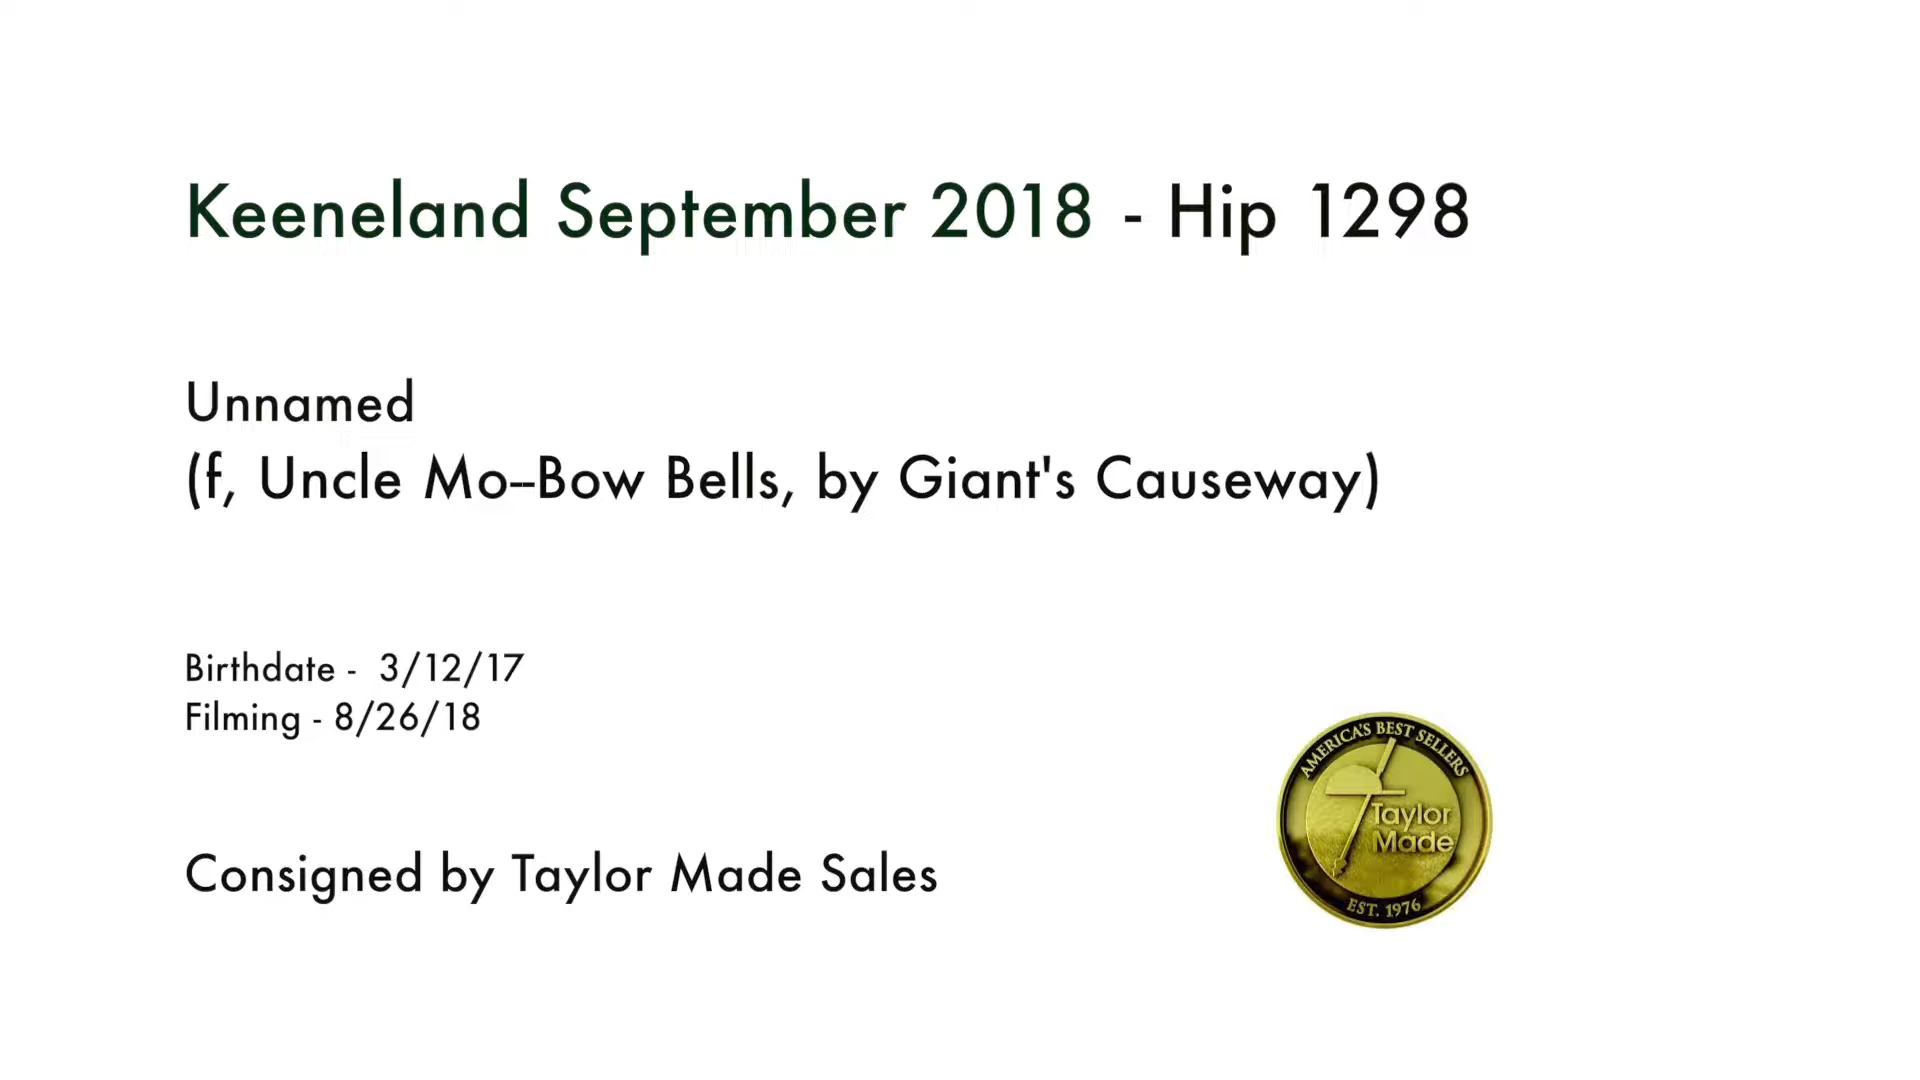 Keeneland September 2018 - Hip 1298
Unnamed
(f, Uncle Mo--Bow Bells, by Giant's Causeway)
Birthdate -  3/12/17
Filming - 8/26/18
Consigned by Taylor Made Sales
AMERICA'S BEST SELLERS
Taylor
Made
EST. 1976